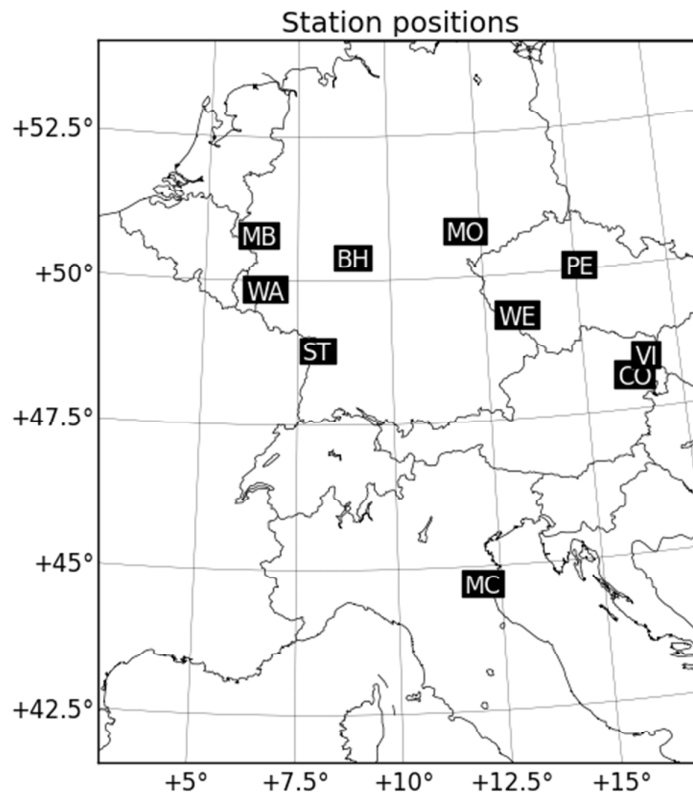 Station positions
+52.5°
+50°
+47.5°
+45°
+42.5°
MB
MO
BH
PE
WA
WE
ST
VI
CO
MC
+5°
+7.5°
+10°
+12.5°
+15°